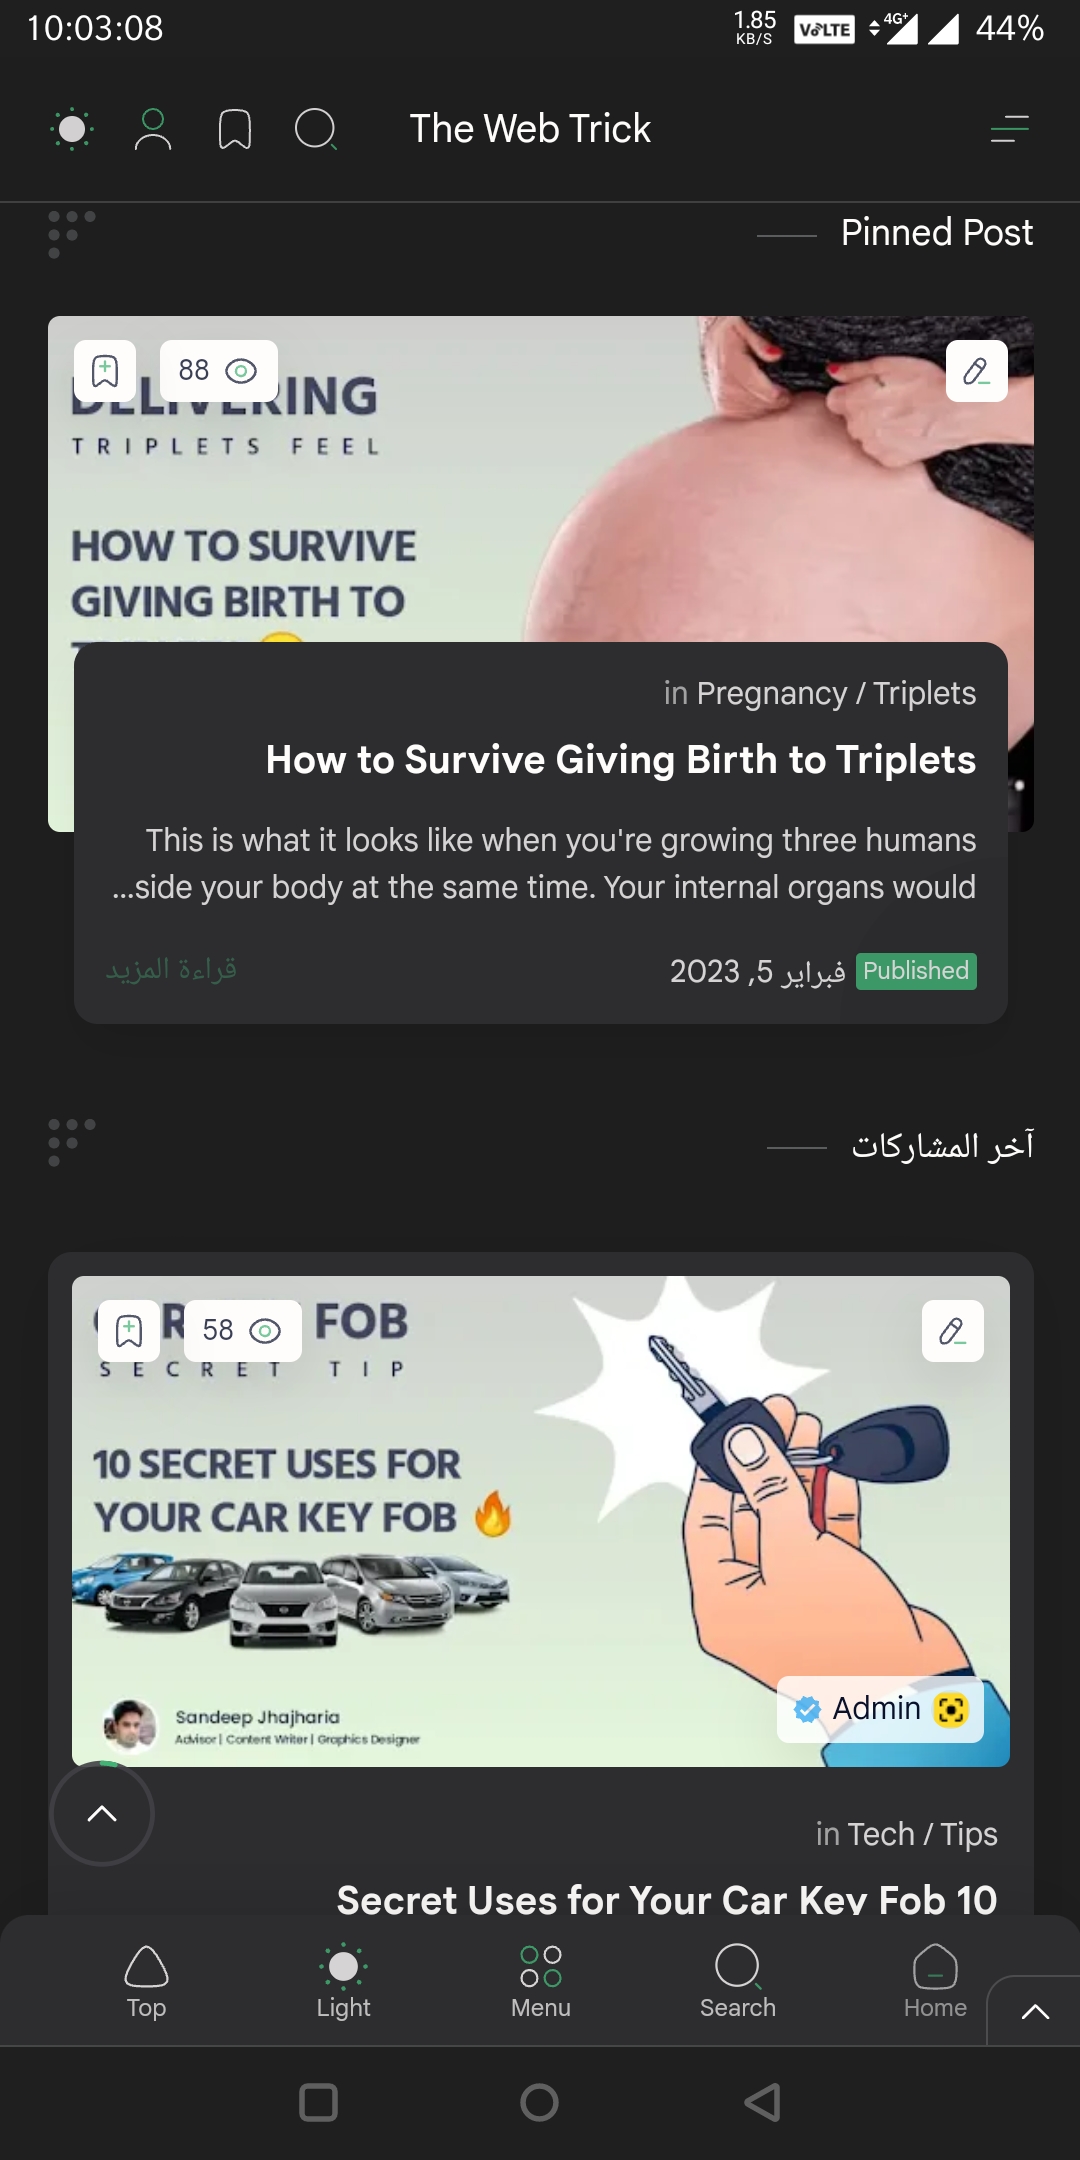 10:03:08
1.85
KB/S
VoLTE
4G+
44%
The Web Trick
Pinned Post
88
DELIVERING
TRIPLETS FEEL
HOW TO SURVIVE
GIVING BIRTH TO
in Pregnancy / Triplets
How to Survive Giving Birth to Triplets
This is what it looks like when you're growing three humans
...side your body at the same time. Your internal organs would
Published فبراير 5, 2023
قراءة المزيد
آخر المشاركات
58
FOB
SECRET TIP
10 SECRET USES FOR
YOUR CAR KEY FOB 🔥
Sandeep Jhajharia
Advisor | Content Writer | Graphics Designer
Admin
in Tech / Tips
Secret Uses for Your Car Key Fob 10
Top
Light
Menu
Search
Home